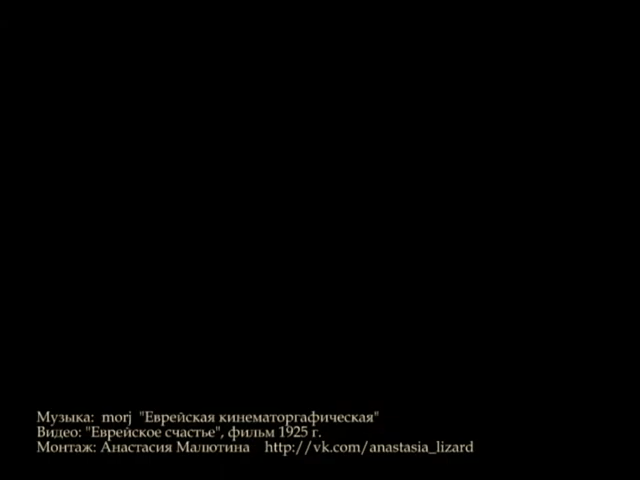 Музыка:  morj  "Еврейская кинематоргафическая"
Видео: "Еврейское счастье", фильм 1925 г.
Монтаж: Анастасия Малютина    http://vk.com/anastasia_lizard